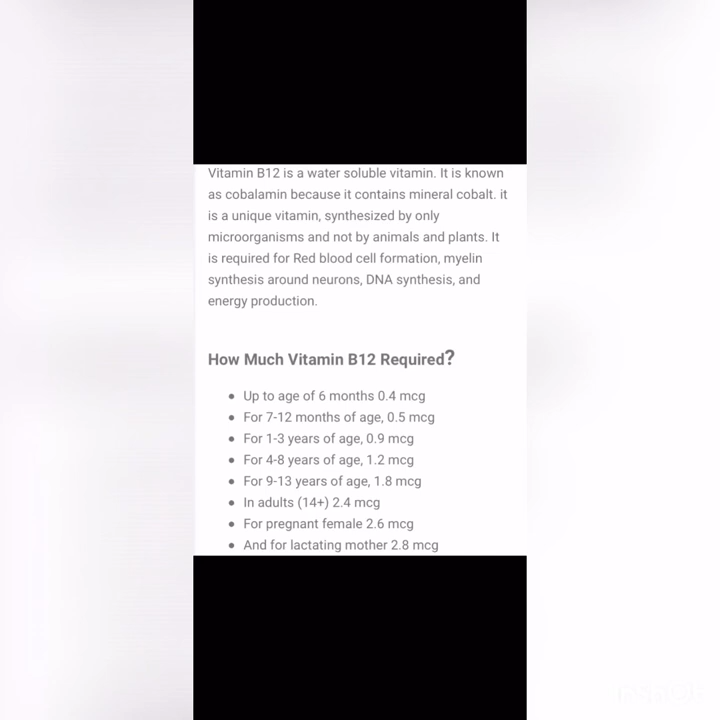 Vitamin B12 is a water soluble vitamin. It is known
as cobalamin because it contains mineral cobalt. it
is a unique vitamin, synthesized by only
microorganisms and not by animals and plants. It
is required for Red blood cell formation, myelin
synthesis around neurons, DNA synthesis, and
energy production.
How Much Vitamin B12 Required?
• Up to age of 6 months 0.4 mcg
• For 7-12 months of age, 0.5 mcg
• For 1-3 years of age, 0.9 mcg
• For 4-8 years of age, 1.2 mcg
• For 9-13 years of age, 1.8 mcg
• In adults (14+) 2.4 mcg
• For pregnant female 2.6 mcg
• And for lactating mother 2.8 mcg